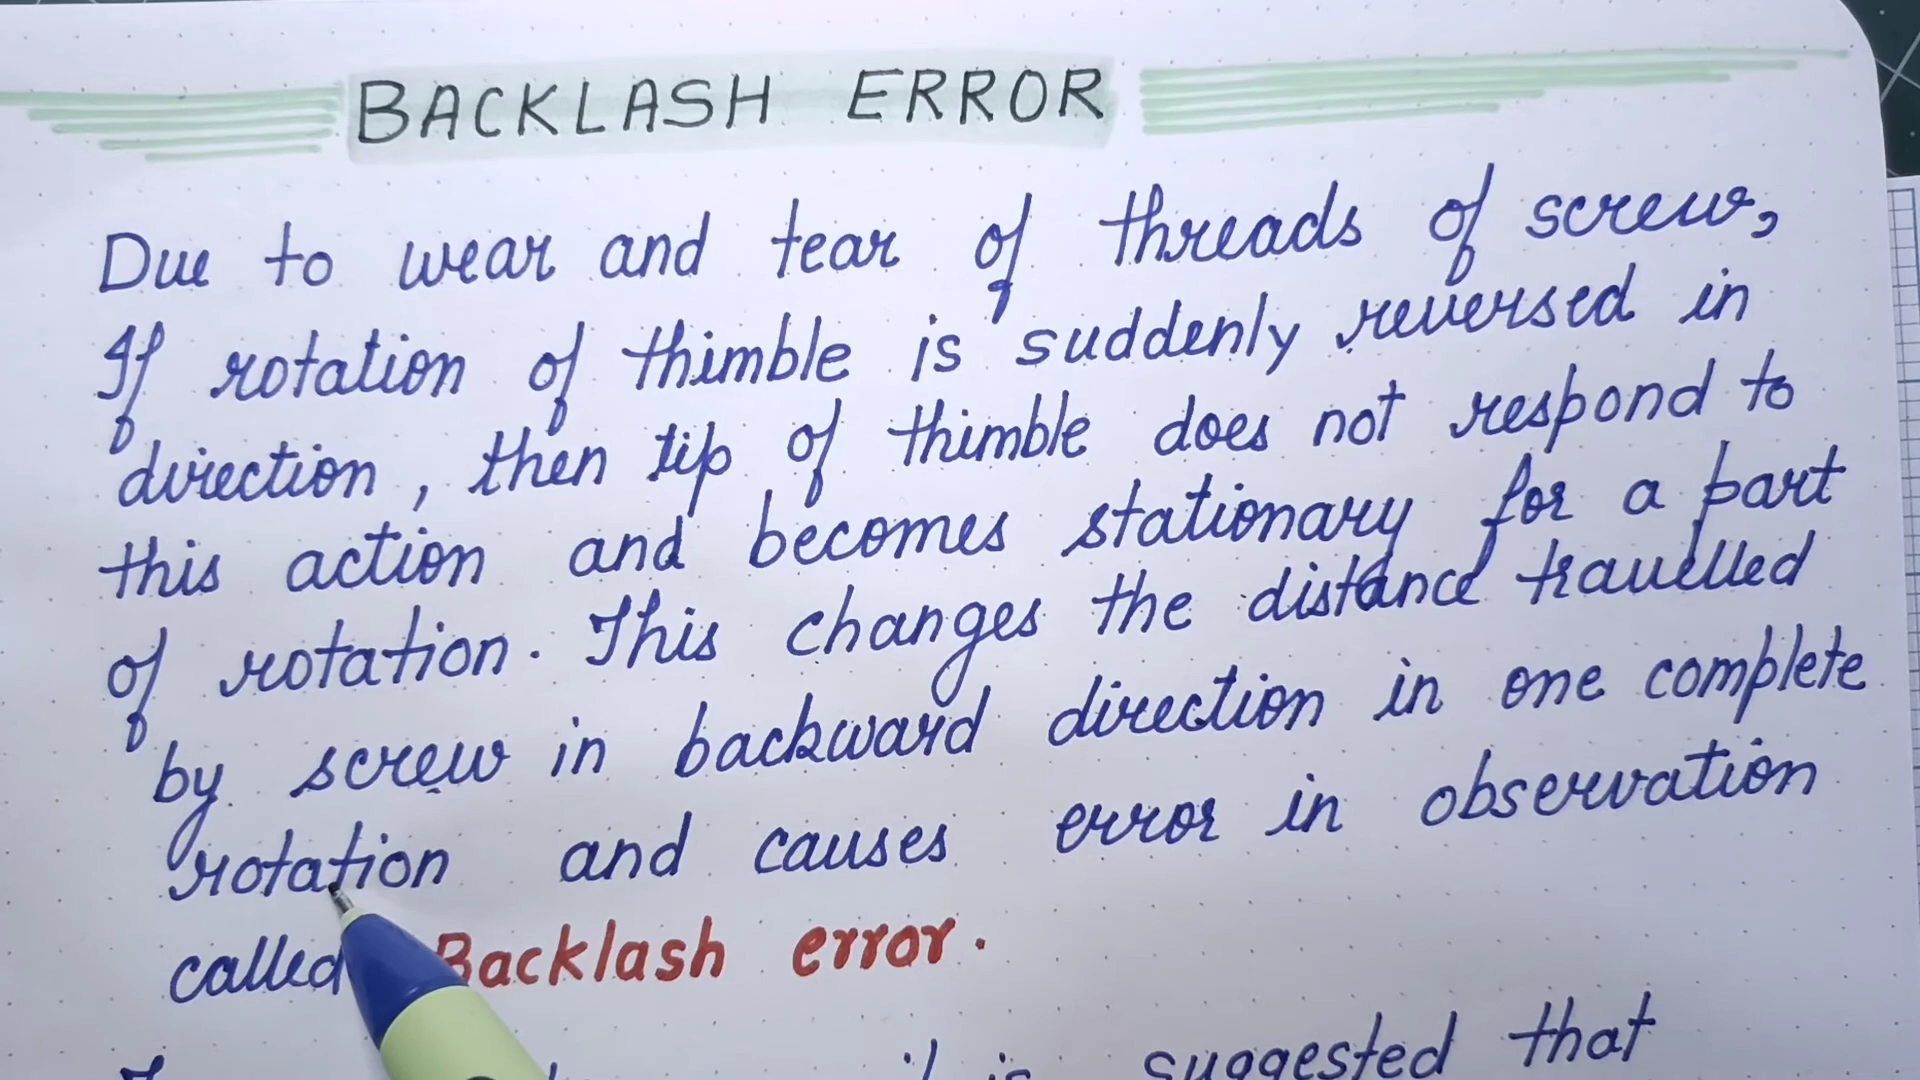 BACKLASH ERROR
Due to wear and tear of threads of screw,
If rotation of thimble is suddenly reversed in
direction, then tip of thimble does not respond to
this action and becomes stationary for a part
of rotation. This changes the distance travelled
by screw in backward direction in one complete
rotation and causes error in observation
called Backlash error.
suggested that